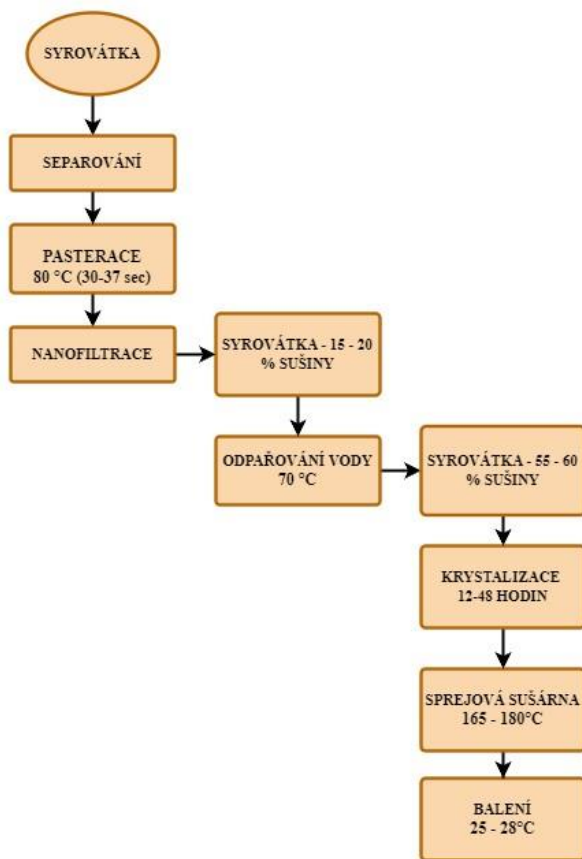 SYROVÁTKA
SEPAROVÁNÍ
PASTERACE
80 °C (30-37 sec)
NANOFILTRACE
SYROVÁTKA - 15 - 20
% SUŠINY
ODPAŘOVÁNÍ VODY
70 °C
SYROVÁTKA - 55 - 60
% SUŠINY
KRYSTALIZACE
12-48 HODIN
SPREJOVÁ SUŠÁRNA
165 - 180°C
BALENÍ
25 - 28°C